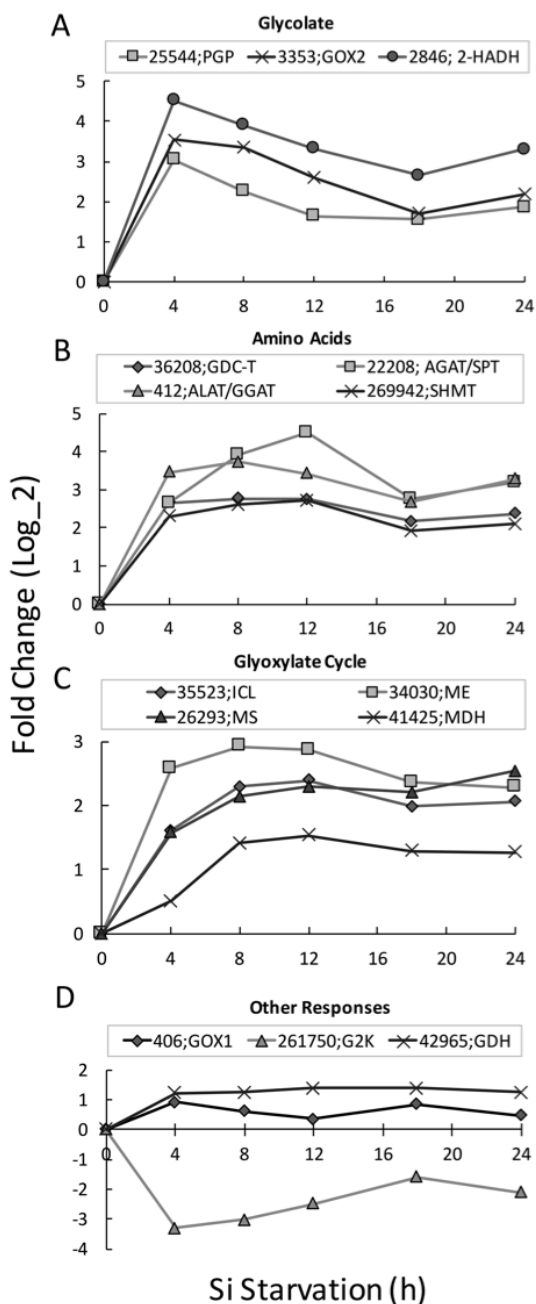 A
Glycolate
25544;PGP 3353;GOX2 2846; 2-HADH
5
4
3
2
1
0
0 4 8 12 16 20 24
B
Amino Acids
36208;GDC-T 22208; AGAT/SPT
412;ALAT/GGAT 269942;SHMT
5
4
3
2
1
0
0 4 8 12 16 20 24
C
Glyoxylate Cycle
35523;ICL 34030;ME
26293;MS 41425;MDH
3
2
1
0
0 4 8 12 16 20 24
D
Other Responses
406;GOX1 261750;G2K 42965;GDH
2
1
0
-1
-2
-3
-4
0 4 8 12 16 20 24
Fold Change (Log_2)
Si Starvation (h)